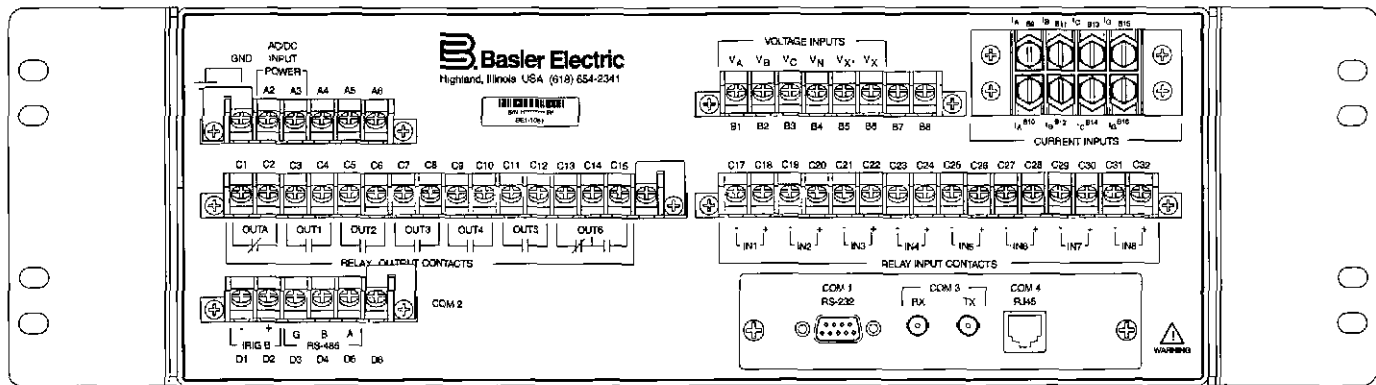 GND
AC/DC
INPUT
POWER
A2 A3 A4 A5 A6
Basler Electric
Highland, Illinois USA (618) 654-2341
VOLTAGE INPUTS
VA VB VC VN VX' VX
B1 B2 B3 B4 B5 B6 B7 B8
IA B9 IB B11 IC B13 IG B15
IA B10 IB B12 IC B14 IG B16
CURRENT INPUTS
C1 C2 C3 C4 C5 C6 C7 C8 C9 C10 C11 C12 C13 C14 C15
OUTA OUT1 OUT2 OUT3 OUT4 OUT5 OUT6
RELAY OUTPUT CONTACTS
C17 C18 C19 C20 C21 C22 C23 C24 C25 C26 C27 C28 C29 C30 C31 C32
- + - + - + - + - + - + - + - +
IN1 IN2 IN3 IN4 IN5 IN6 IN7 IN8
RELAY INPUT CONTACTS
COM 2
- + G B A
IRIG B RS-485
D1 D2 D3 D4 D5 D6
COM 1
RS-232
COM 3
RX TX
COM 4
RJ45
WARNING